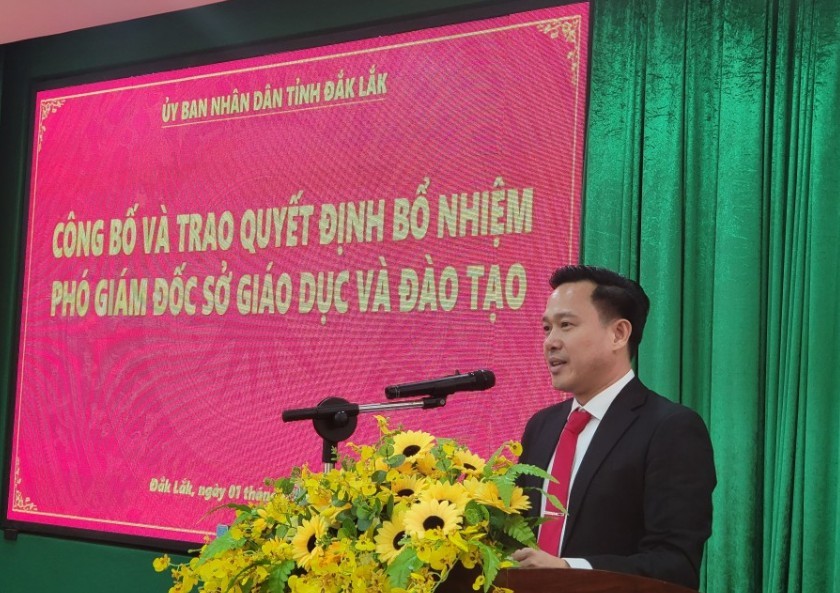 ỦY BAN NHÂN DÂN TỈNH ĐẮK LẮK
CÔNG BỐ VÀ TRAO QUYẾT ĐỊNH BỔ NHIỆM
PHÓ GIÁM ĐỐC SỞ GIÁO DỤC VÀ ĐÀO TẠO
Đắk Lắk, ngày 01 tháng